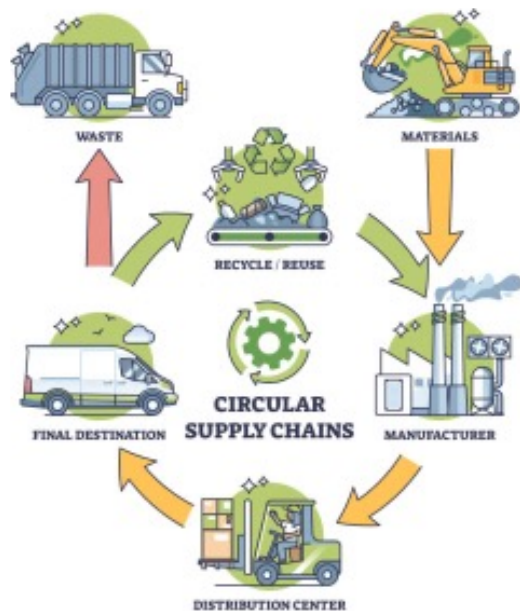 WASTE
MATERIALS
RECYCLE / REUSE
CIRCULAR
SUPPLY CHAINS
FINAL DESTINATION
MANUFACTURER
DISTRIBUTION CENTER